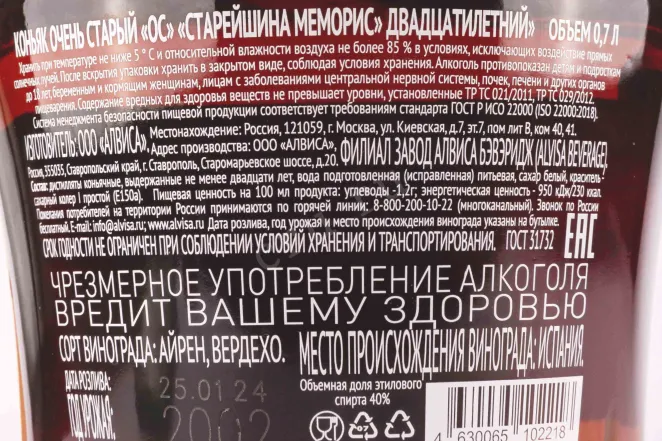 КОНЬЯК ОЧЕНЬ СТАРЫЙ «ОС» «СТАРЕЙШИНА МЕМОРИС» ДВАДЦАТИЛЕТНИЙ» ОБЪЕМ 0,7 Л
Хранить при температуре не ниже 5 °С и относительной влажности воздуха не более 85 % в условиях, исключающих воздействие прямых
солнечных лучей. После вскрытия упаковки хранить в закрытом виде, соблюдая условия хранения. Алкоголь противопоказан детям и подросткам
до 18 лет, беременным и кормящим женщинам, лицам с заболеваниями центральной нервной системы, почек, печени и других органов
пищеварения. Содержание вредных для здоровья веществ не превышает уровни, установленные ТР ТС 021/2011, ТР ТС 029/2012.
Система менеджмента безопасности пищевой продукции соответствует требованиям стандарта ГОСТ Р ИСО 22000 (ISO 22000:2018).
ИЗГОТОВИТЕЛЬ: ООО «АЛВИСА». Местонахождение: Россия, 121059, г. Москва, ул. Киевская, д.7, эт.7, пом лит В, ком 40, 41.
Адрес производства: ООО «АЛВИСА», ФИЛИАЛ ЗАВОД АЛВИСА БЭВЭРИДЖ (ALVISA BEVERAGE).
Россия, 355035, Ставропольский край, г. Ставрополь, Старомарьевское шоссе, д.20.
Состав: дистилляты коньячные, выдержанные не менее двадцати лет, вода подготовленная (исправленная) питьевая, сахар белый, краситель -
сахарный колер I простой (Е150а). Пищевая ценность на 100 мл продукта: углеводы -1,2г; энергетическая ценность - 950 кДж/230 ккал.
Пожелания потребителей на территории России принимаются по горячей линии: 8-800-200-10-22 (многоканальный). Звонок по России
бесплатный, E-mail: info@alvisa.ru; www.alvisa.ru. Дата розлива, год урожая и место происхождения винограда указаны на бутылке.
СРОК ГОДНОСТИ НЕ ОГРАНИЧЕН ПРИ СОБЛЮДЕНИИ УСЛОВИЙ ХРАНЕНИЯ И ТРАНСПОРТИРОВАНИЯ. ГОСТ 31732
ЕАС
ЧРЕЗМЕРНОЕ УПОТРЕБЛЕНИЕ АЛКОГОЛЯ
ВРЕДИТ ВАШЕМУ ЗДОРОВЬЮ
СОРТ ВИНОГРАДА: АЙРЕН, ВЕРДЕХО.
МЕСТО ПРОИСХОЖДЕНИЯ ВИНОГРАДА: ИСПАНИЯ.
ДАТА РОЗЛИВА:
25.01 24
ГОД УРОЖАЯ:
2002
Объемная доля этилового
спирта 40%
4 630065 102218